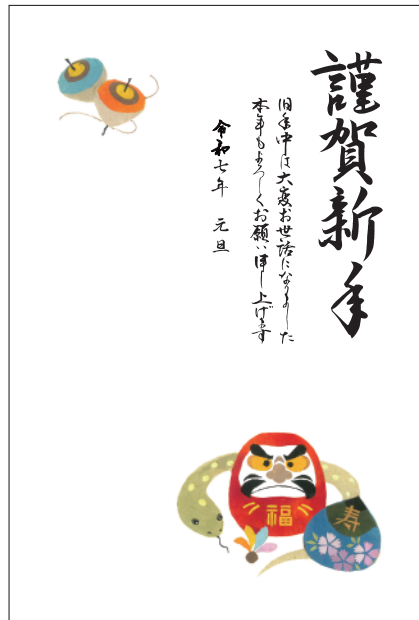 謹賀新年
旧年中は大変お世話になりました
本年もよろしくお願い申し上げます
令和七年 元旦
福
寿